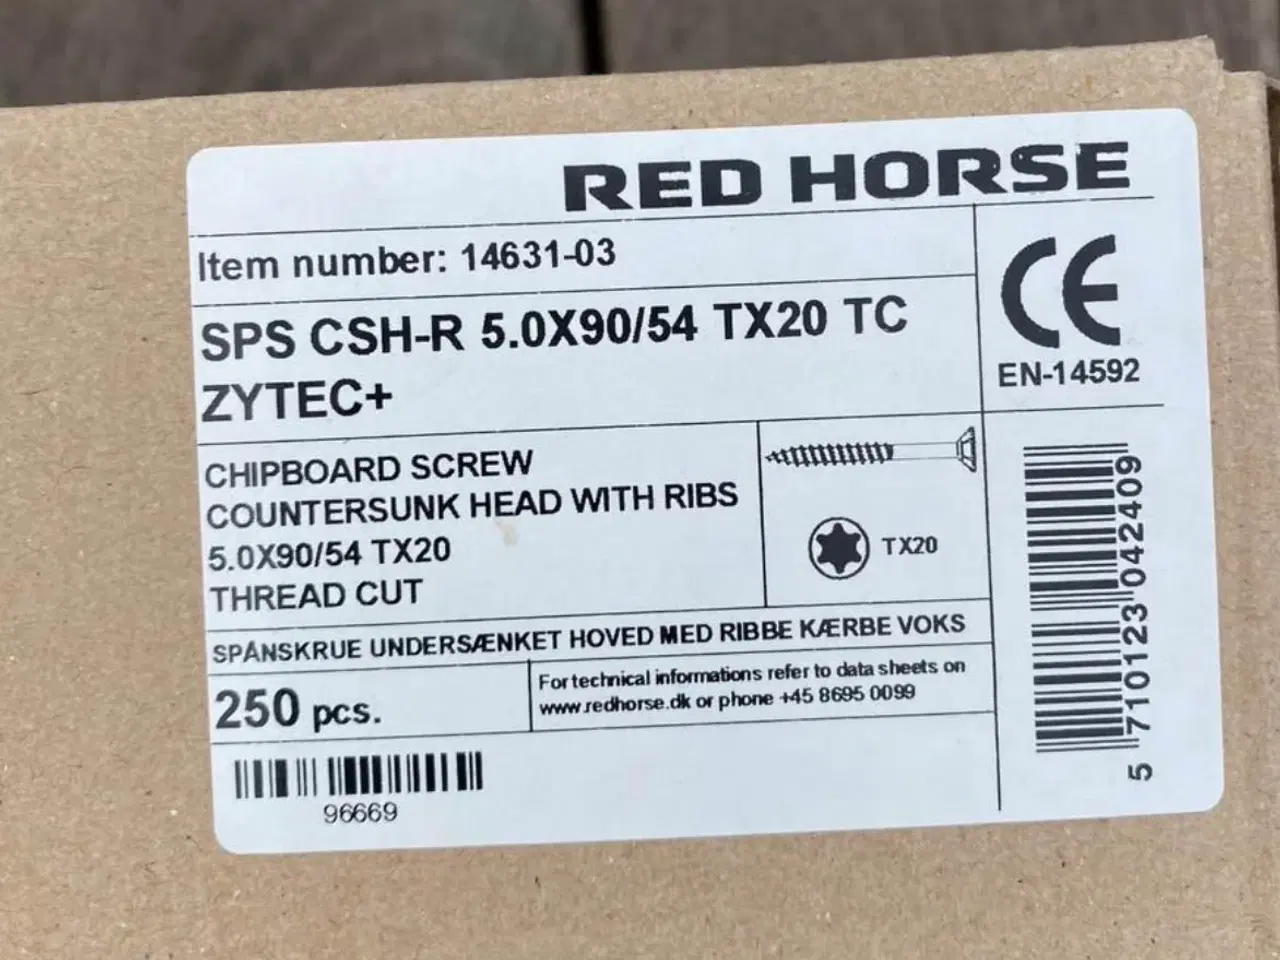 RED HORSE
Item number: 14631-03
SPS CSH-R 5.0X90/54 TX20 TC
ZYTEC+
CE
EN-14592
CHIPBOARD SCREW
COUNTERSUNK HEAD WITH RIBS
5.0X90/54 TX20
THREAD CUT
TX20
SPÅNSKRUE UNDERSÆNKET HOVED MED RIBBE KÆRBE VOKS
250 pcs.
For technical informations refer to data sheets on
www.redhorse.dk or phone +45 8695 0099
96669
5 710123 042409